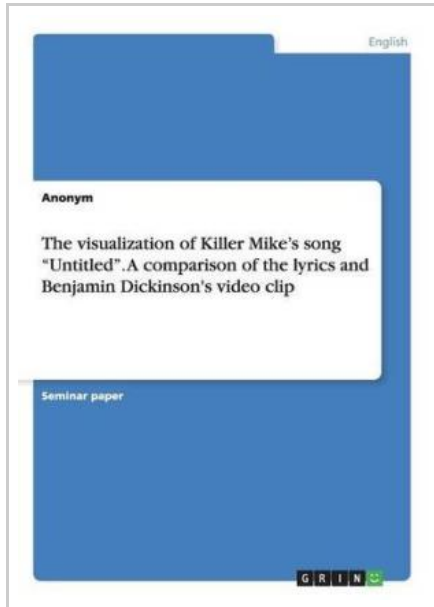 English
Anonym
The visualization of Killer Mike's song
“Untitled”. A comparison of the lyrics and
Benjamin Dickinson's video clip
Seminar paper
GRIN